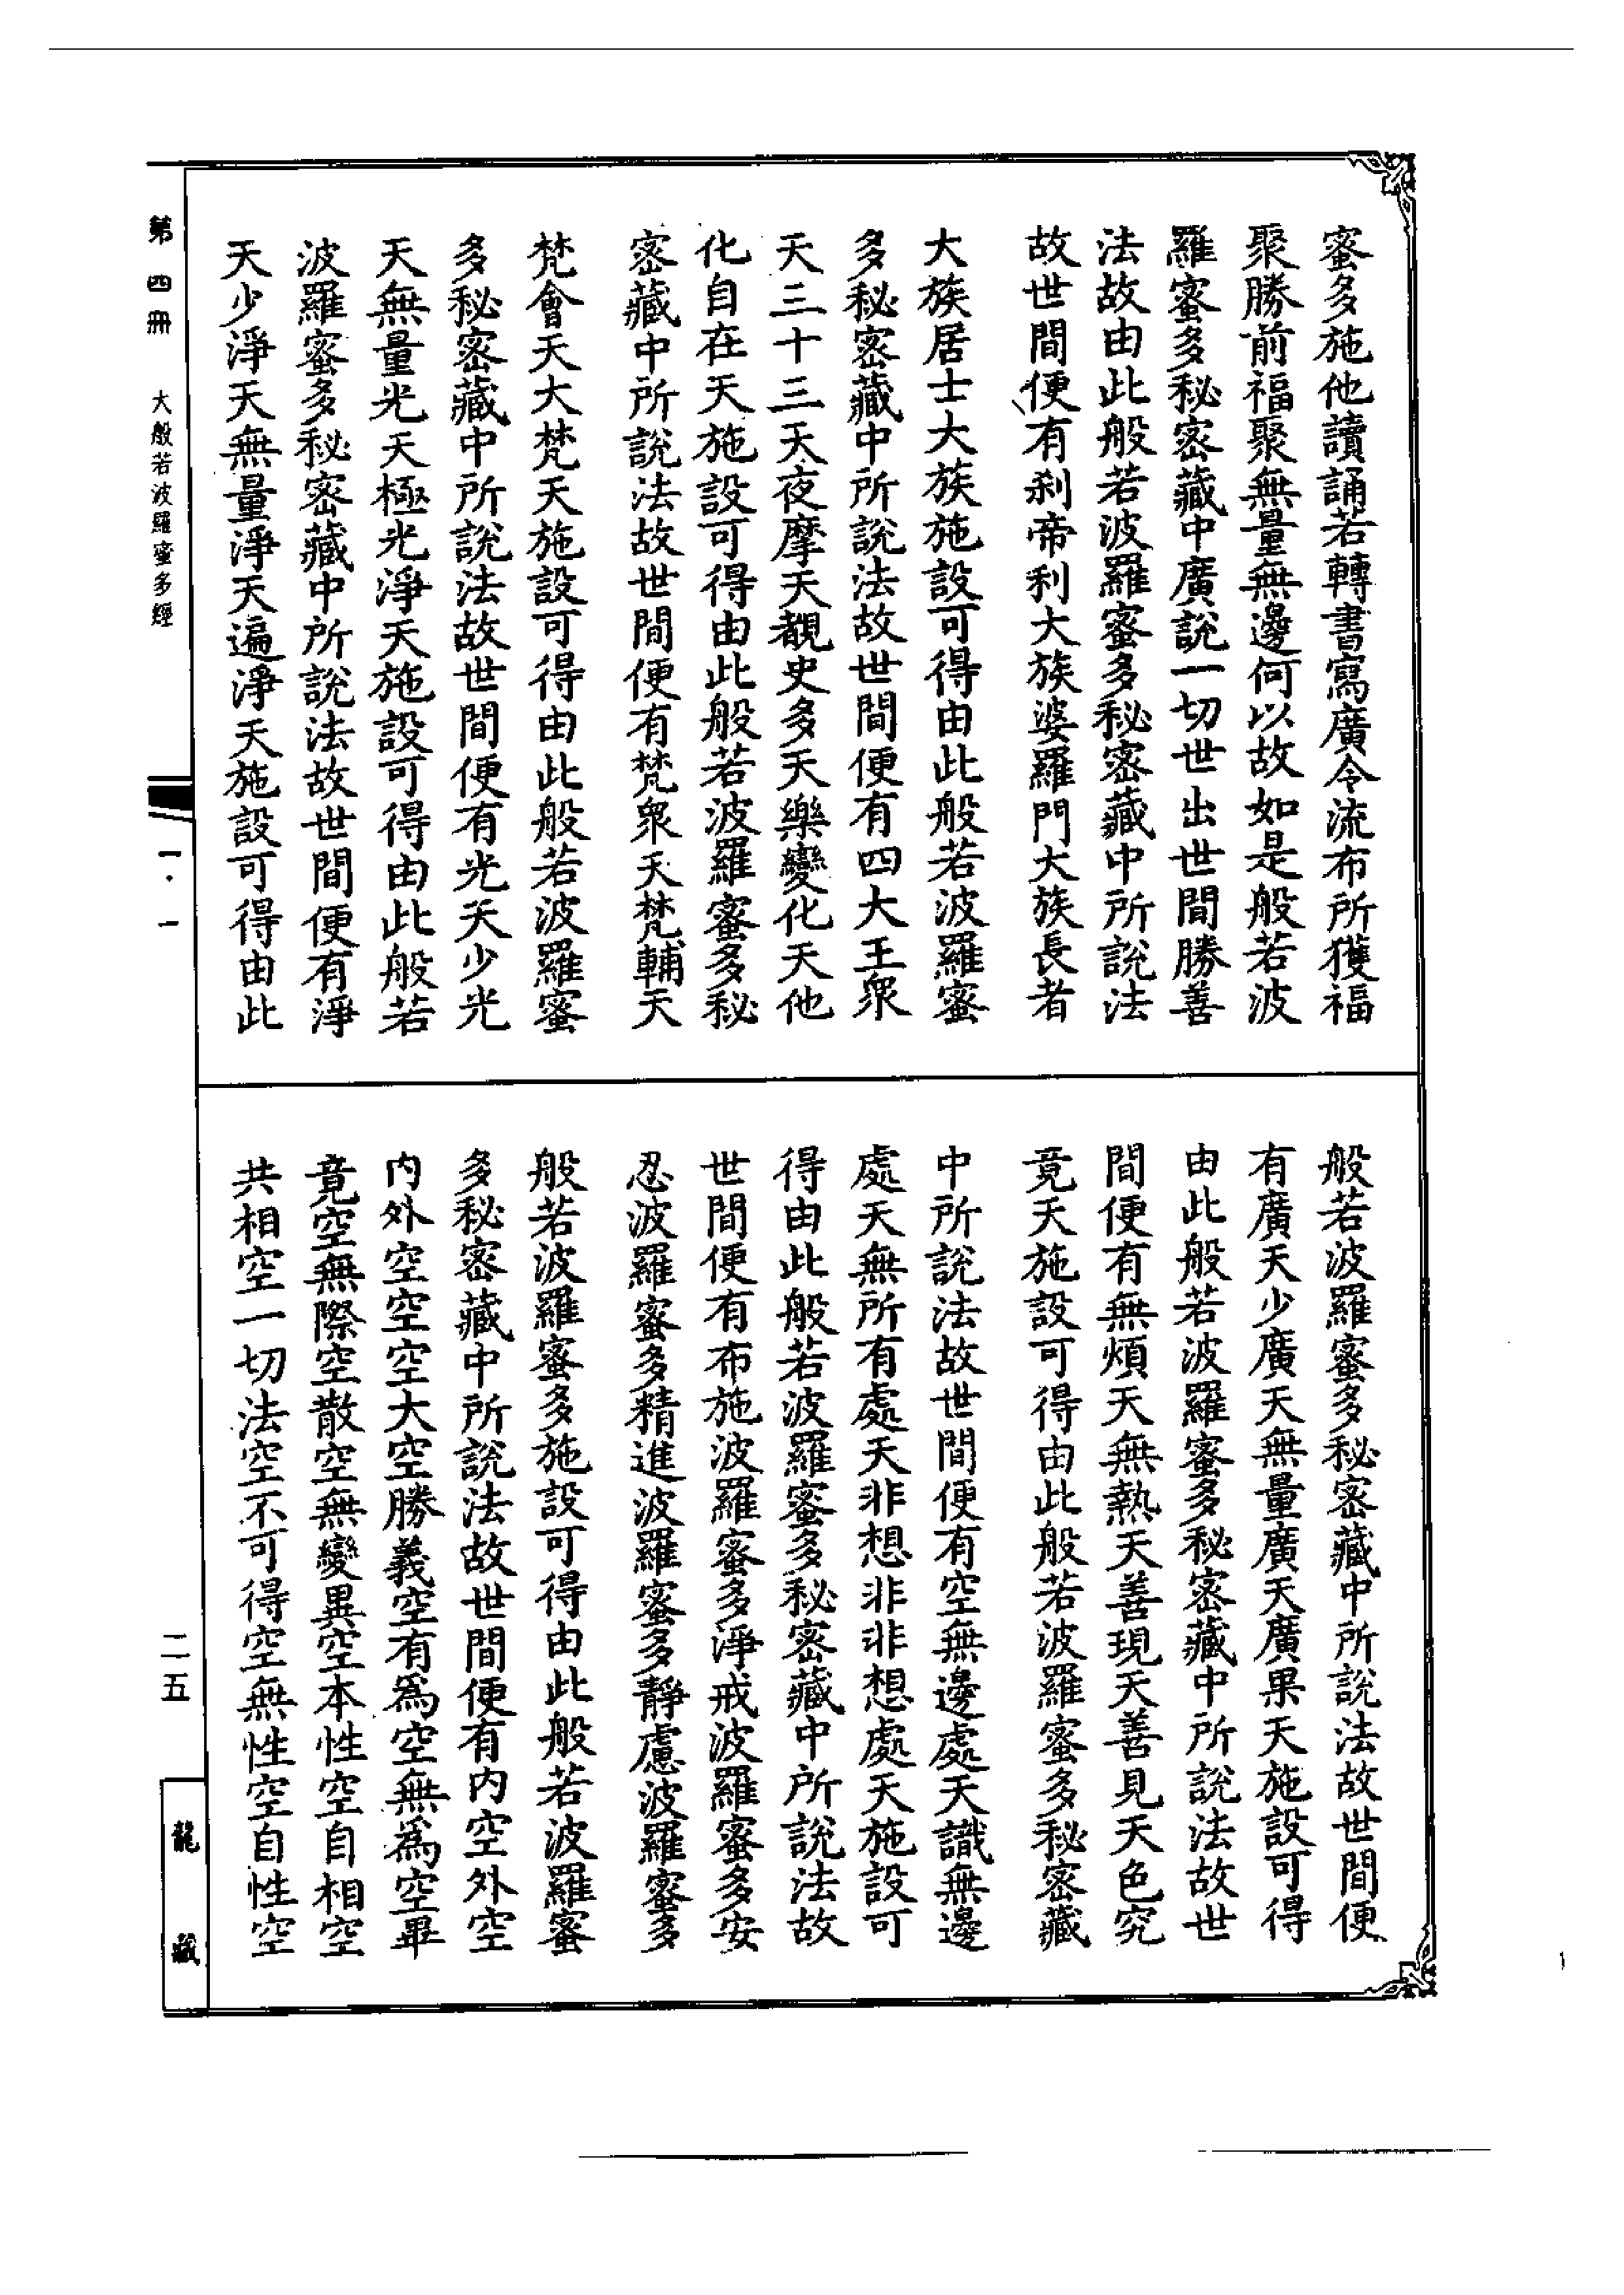 蜜多施他讀誦若轉書寫廣令流布所獲福
聚勝前福聚無量無邊何以故如是般若波
羅蜜多秘密藏中廣說一切世出世間勝善
法故由此般若波羅蜜多秘密藏中所說法
故世間便有刹帝利大族婆羅門大族長者
大族居士大族施設可得由此般若波羅蜜
多秘密藏中所說法故世間便有四大王衆
天三十三天夜摩天覩史多天樂變化天他
化自在天施設可得由此般若波羅蜜多秘
密藏中所說法故世間便有梵衆天梵輔天
梵會天大梵天施設可得由此般若波羅蜜
多秘密藏中所說法故世間便有光天少光
天無量光天極光淨天施設可得由此般若
波羅蜜多秘密藏中所說法故世間便有淨
天少淨天無量淨天遍淨天施設可得由此
般若波羅蜜多秘密藏中所說法故世間便
有廣天少廣天無量廣天廣果天施設可得
由此般若波羅蜜多秘密藏中所說法故世
間便有無煩天無熱天善現天善見天色究
竟天施設可得由此般若波羅蜜多秘密藏
中所說法故世間便有空無邊處天識無邊
處天無所有處天非想非非想處天施設可
得由此般若波羅蜜多秘密藏中所說法故
世間便有布施波羅蜜多淨戒波羅蜜多安
忍波羅蜜多精進波羅蜜多靜慮波羅蜜多
般若波羅蜜多施設可得由此般若波羅蜜
多秘密藏中所說法故世間便有内空外空
内外空空空大空勝義空有爲空無爲空畢
竟空無際空散空無變異空本性空自相空
共相空一切法空不可得空無性空自性空
第四冊 大般若波羅蜜多經
一·一
二五
龍藏